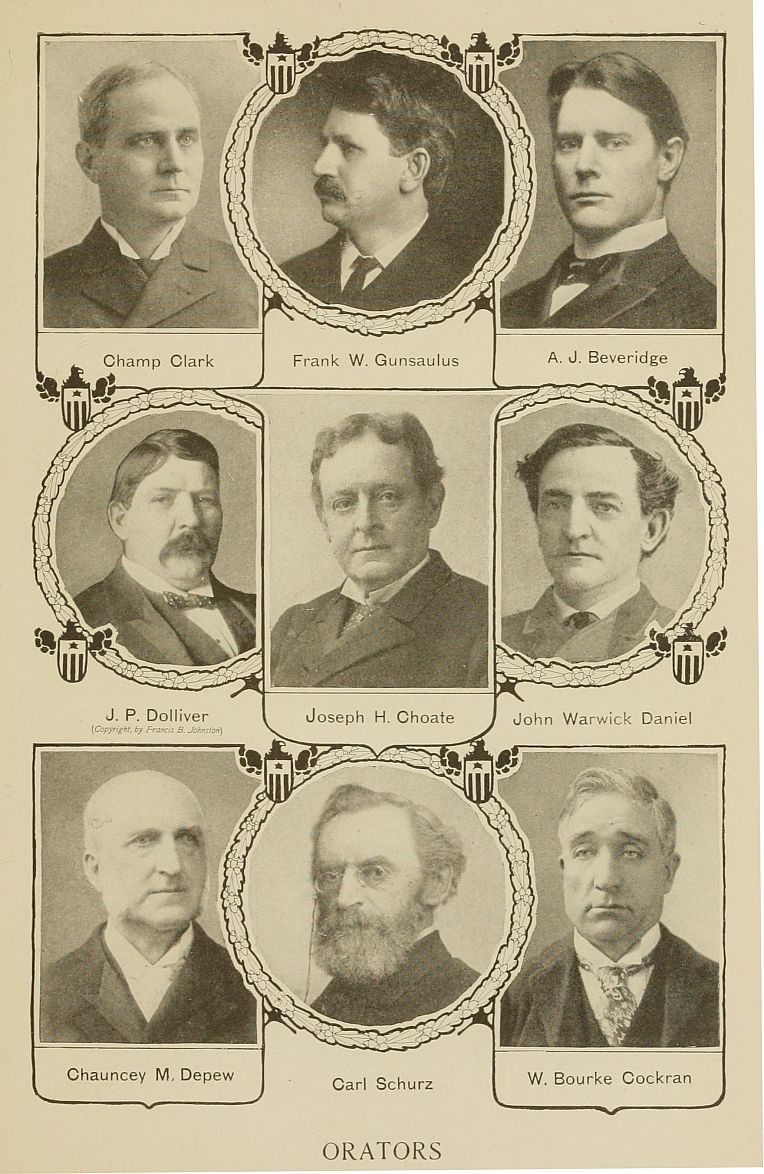 Champ Clark
Frank W. Gunsaulus
A. J. Beveridge
J. P. Dolliver
(Copyright, by Francis B. Johnston)
Joseph H. Choate
John Warwick Daniel
Chauncey M. Depew
Carl Schurz
W. Bourke Cockran
ORATORS